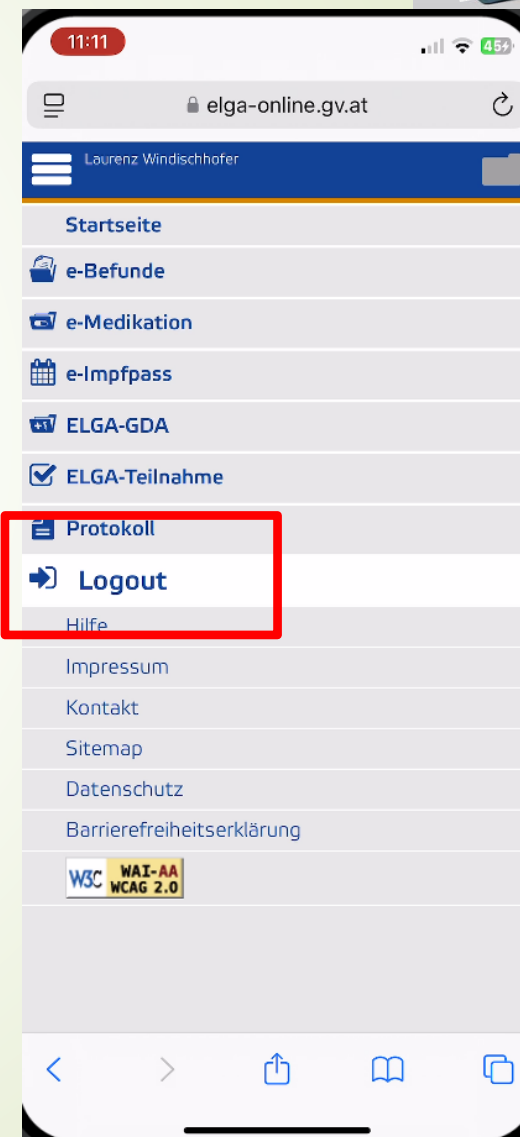 11:11
45
elga-online.gv.at
Laurenz Windischhofer
Startseite
e-Befunde
e-Medikation
e-Impfpass
ELGA-GDA
ELGA-Teilnahme
Protokoll
Logout
Hilfe
Impressum
Kontakt
Sitemap
Datenschutz
Barrierefreiheitserklärung
W3C WAI-AA
WCAG 2.0